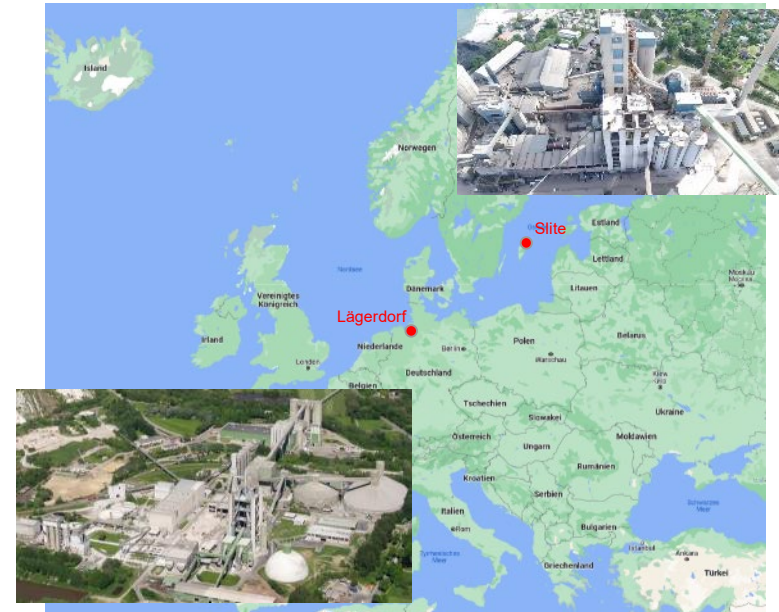 Island
Norwegen
Slite
Estland
Lettland
Nordsee
Dänemark
Litauen
Moskau
Vereinigtes
Königreich
Lägerdorf
Irland
Niederlande
Berlin
Polen
Belarus
London
Warschau
Deutschland
Kiew
Belgien
Tschechien
Slowakei
Ukraine
Österreich
Ungarn
Moldawien
Kroatien
Rumänien
Serbien
Italien
Schwarzes
Meer
Rom
Bulgarien
Tyrrhenisches
Meer
Istanbul
Ankara
Griechenland
Türkei